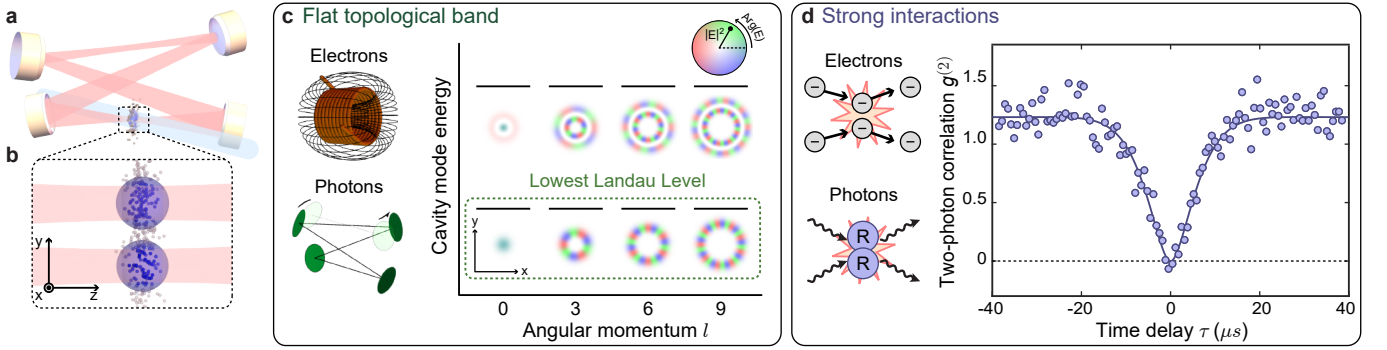 a
b
y
x
z
c Flat topological band
Electrons
Photons
Cavity mode energy
|E|²
Arg(E)
Lowest Landau Level
y
x
0 3 6 9
Angular momentum l
d Strong interactions
Electrons
− − −
− − −
Photons
R
R
Two-photon correlation g⁽²⁾
1.5
1.0
0.5
0
-40 -20 0 20 40
Time delay τ (μs)